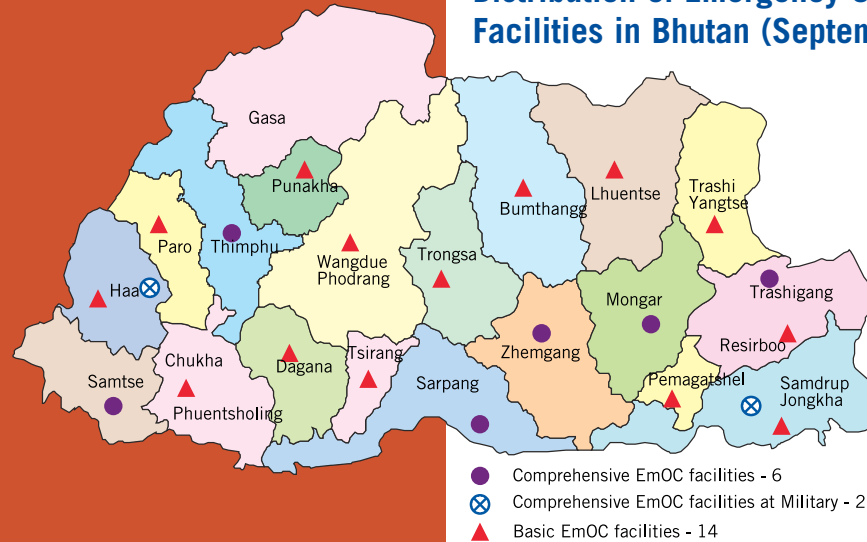 Facilities in Bhutan (Septem
Gasa
Punakha
Lhuentse
Trashi
Yangtse
Bumthangg
Paro
Thimphu
Wangdue
Phodrang
Trongsa
Haa
Mongar
Trashigang
Resirboo
Chukha
Dagana
Tsirang
Zhemgang
Samtse
Sarpang
Pemagatshel
Samdrup
Jongkha
Phuentsholing
Comprehensive EmOC facilities - 6
Comprehensive EmOC facilities at Military - 2
Basic EmOC facilities - 14